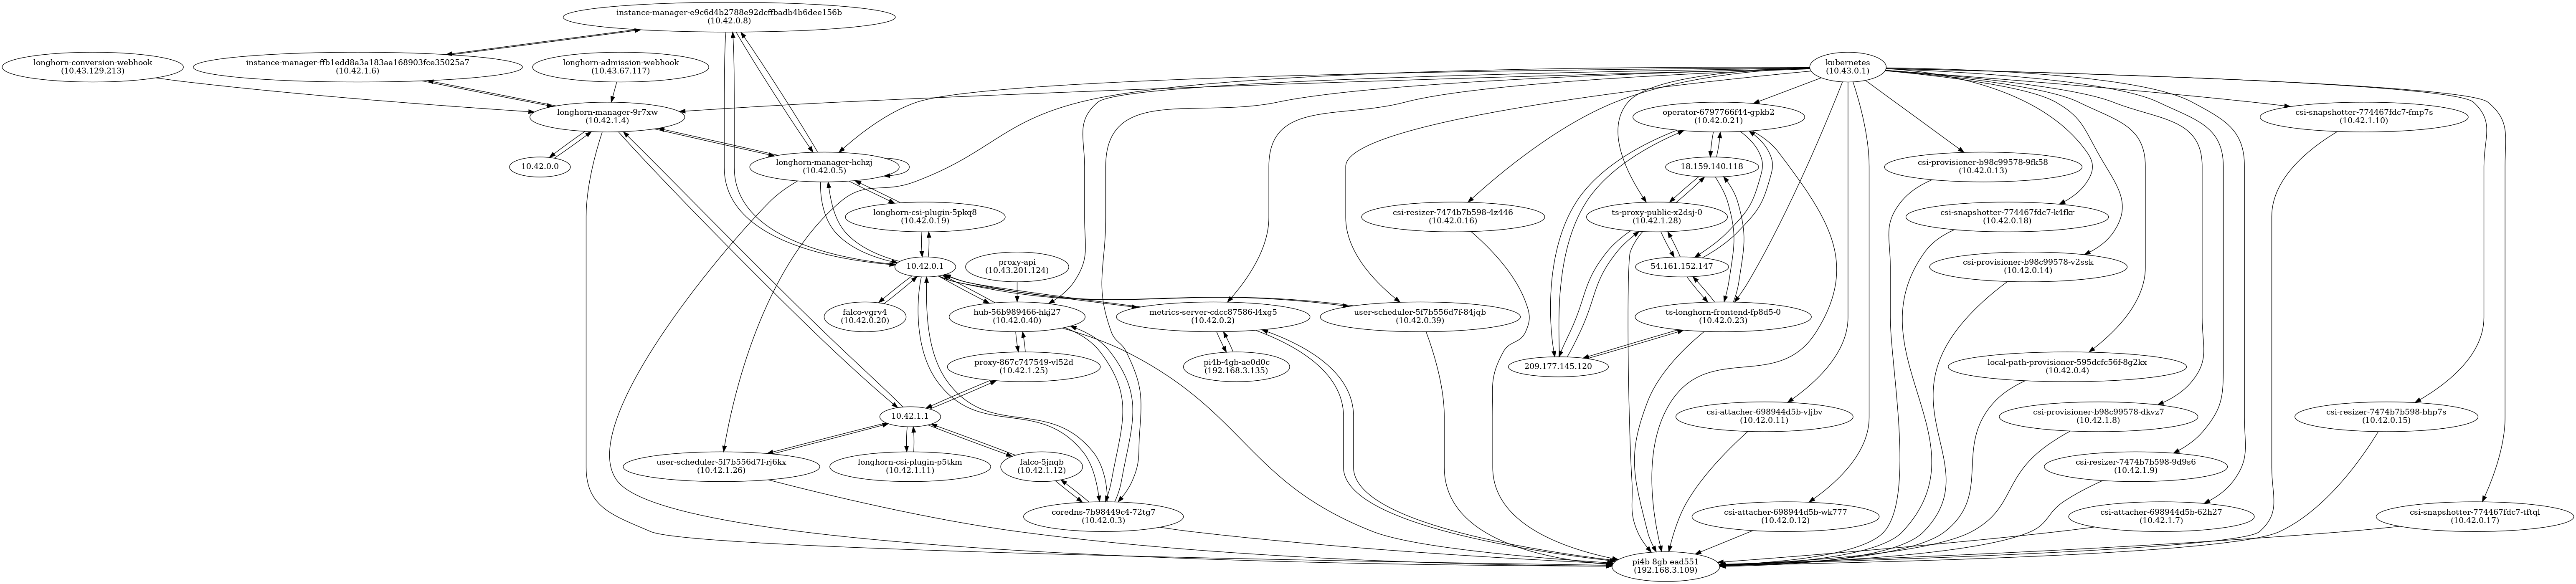 instance-manager-e9c6d4b2788e92dcffbadb4b6dee156b
(10.42.0.8)
longhorn-conversion-webhook
(10.43.129.213)
instance-manager-ffb1edd8a3a183aa168903fce35025a7
(10.42.1.6)
longhorn-admission-webhook
(10.43.67.117)
kubernetes
(10.43.0.1)
longhorn-manager-9r7xw
(10.42.1.4)
operator-6797766f44-gpkb2
(10.42.0.21)
csi-snapshotter-774467fdc7-fmp7s
(10.42.1.10)
10.42.0.0
longhorn-manager-hchzj
(10.42.0.5)
18.159.140.118
csi-provisioner-b98c99578-9fk58
(10.42.0.13)
longhorn-csi-plugin-5pkq8
(10.42.0.19)
csi-resizer-7474b7b598-4z446
(10.42.0.16)
ts-proxy-public-x2dsj-0
(10.42.1.28)
csi-snapshotter-774467fdc7-k4fkr
(10.42.0.18)
10.42.0.1
proxy-api
(10.43.201.124)
54.161.152.147
csi-provisioner-b98c99578-v2ssk
(10.42.0.14)
falco-vgrv4
(10.42.0.20)
hub-56b989466-hkj27
(10.42.0.40)
metrics-server-cdcc87586-l4xg5
(10.42.0.2)
user-scheduler-5f7b556d7f-84jqb
(10.42.0.39)
ts-longhorn-frontend-fp8d5-0
(10.42.0.23)
proxy-867c747549-vl52d
(10.42.1.25)
pi4b-4gb-ae0d0c
(192.168.3.135)
209.177.145.120
local-path-provisioner-595dcfc56f-8g2kx
(10.42.0.4)
10.42.1.1
csi-attacher-698944d5b-vljbv
(10.42.0.11)
csi-provisioner-b98c99578-dkvz7
(10.42.1.8)
csi-resizer-7474b7b598-bhp7s
(10.42.0.15)
user-scheduler-5f7b556d7f-rj6kx
(10.42.1.26)
longhorn-csi-plugin-p5tkm
(10.42.1.11)
falco-5jnqb
(10.42.1.12)
csi-resizer-7474b7b598-9d9s6
(10.42.1.9)
coredns-7b98449c4-72tg7
(10.42.0.3)
csi-attacher-698944d5b-wk777
(10.42.0.12)
csi-attacher-698944d5b-62h27
(10.42.1.7)
csi-snapshotter-774467fdc7-tftql
(10.42.0.17)
pi4b-8gb-ead551
(192.168.3.109)